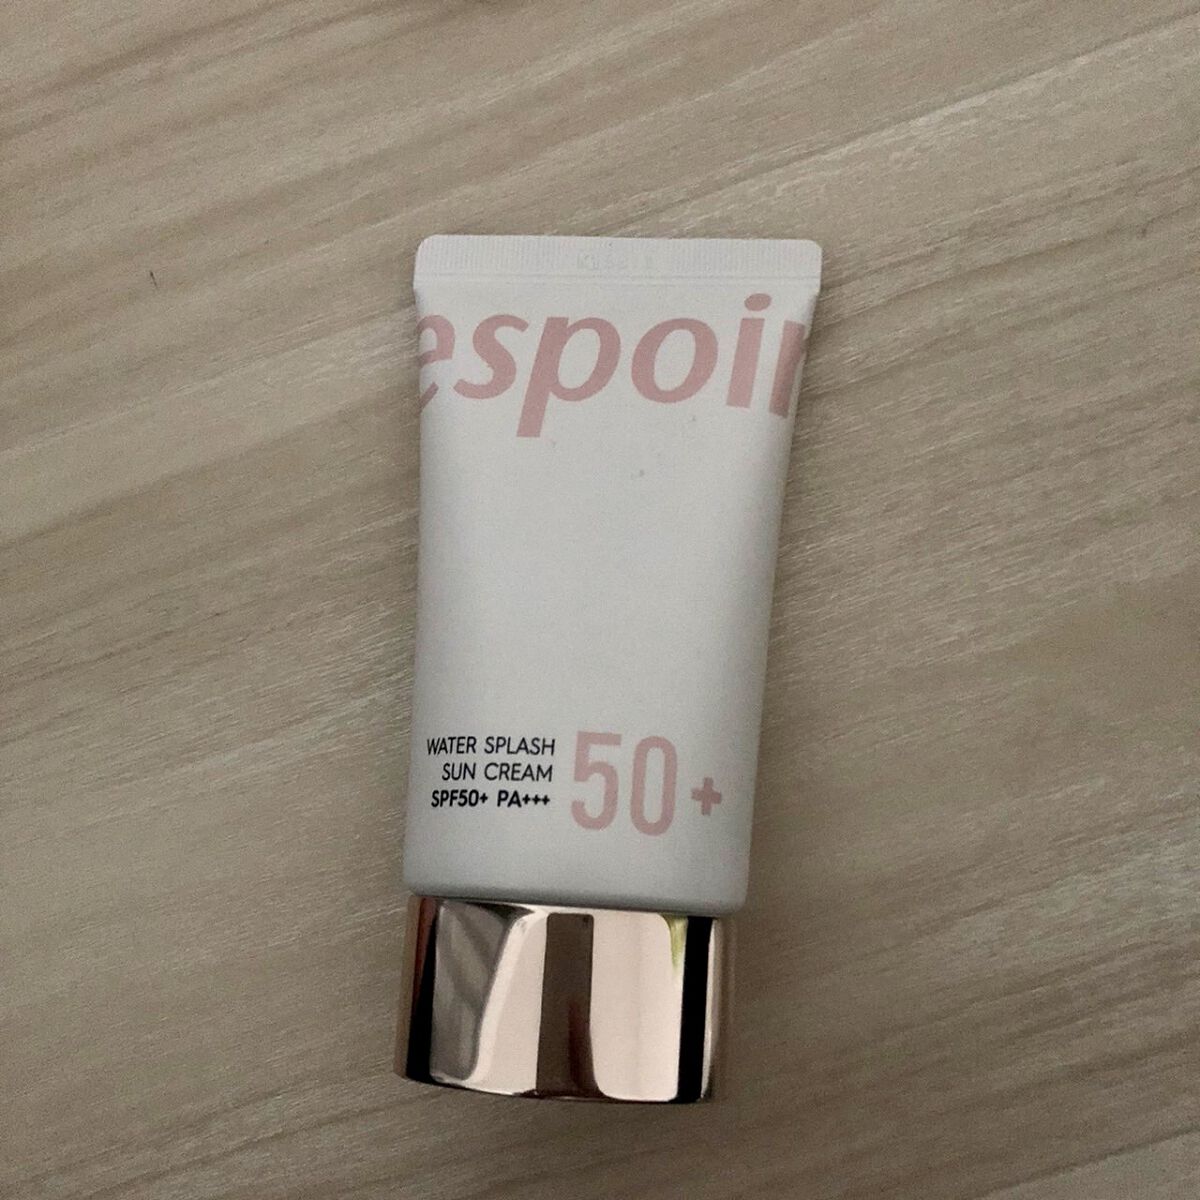 espoir
WATER SPLASH
SUN CREAM
SPF50+ PA+++
50+